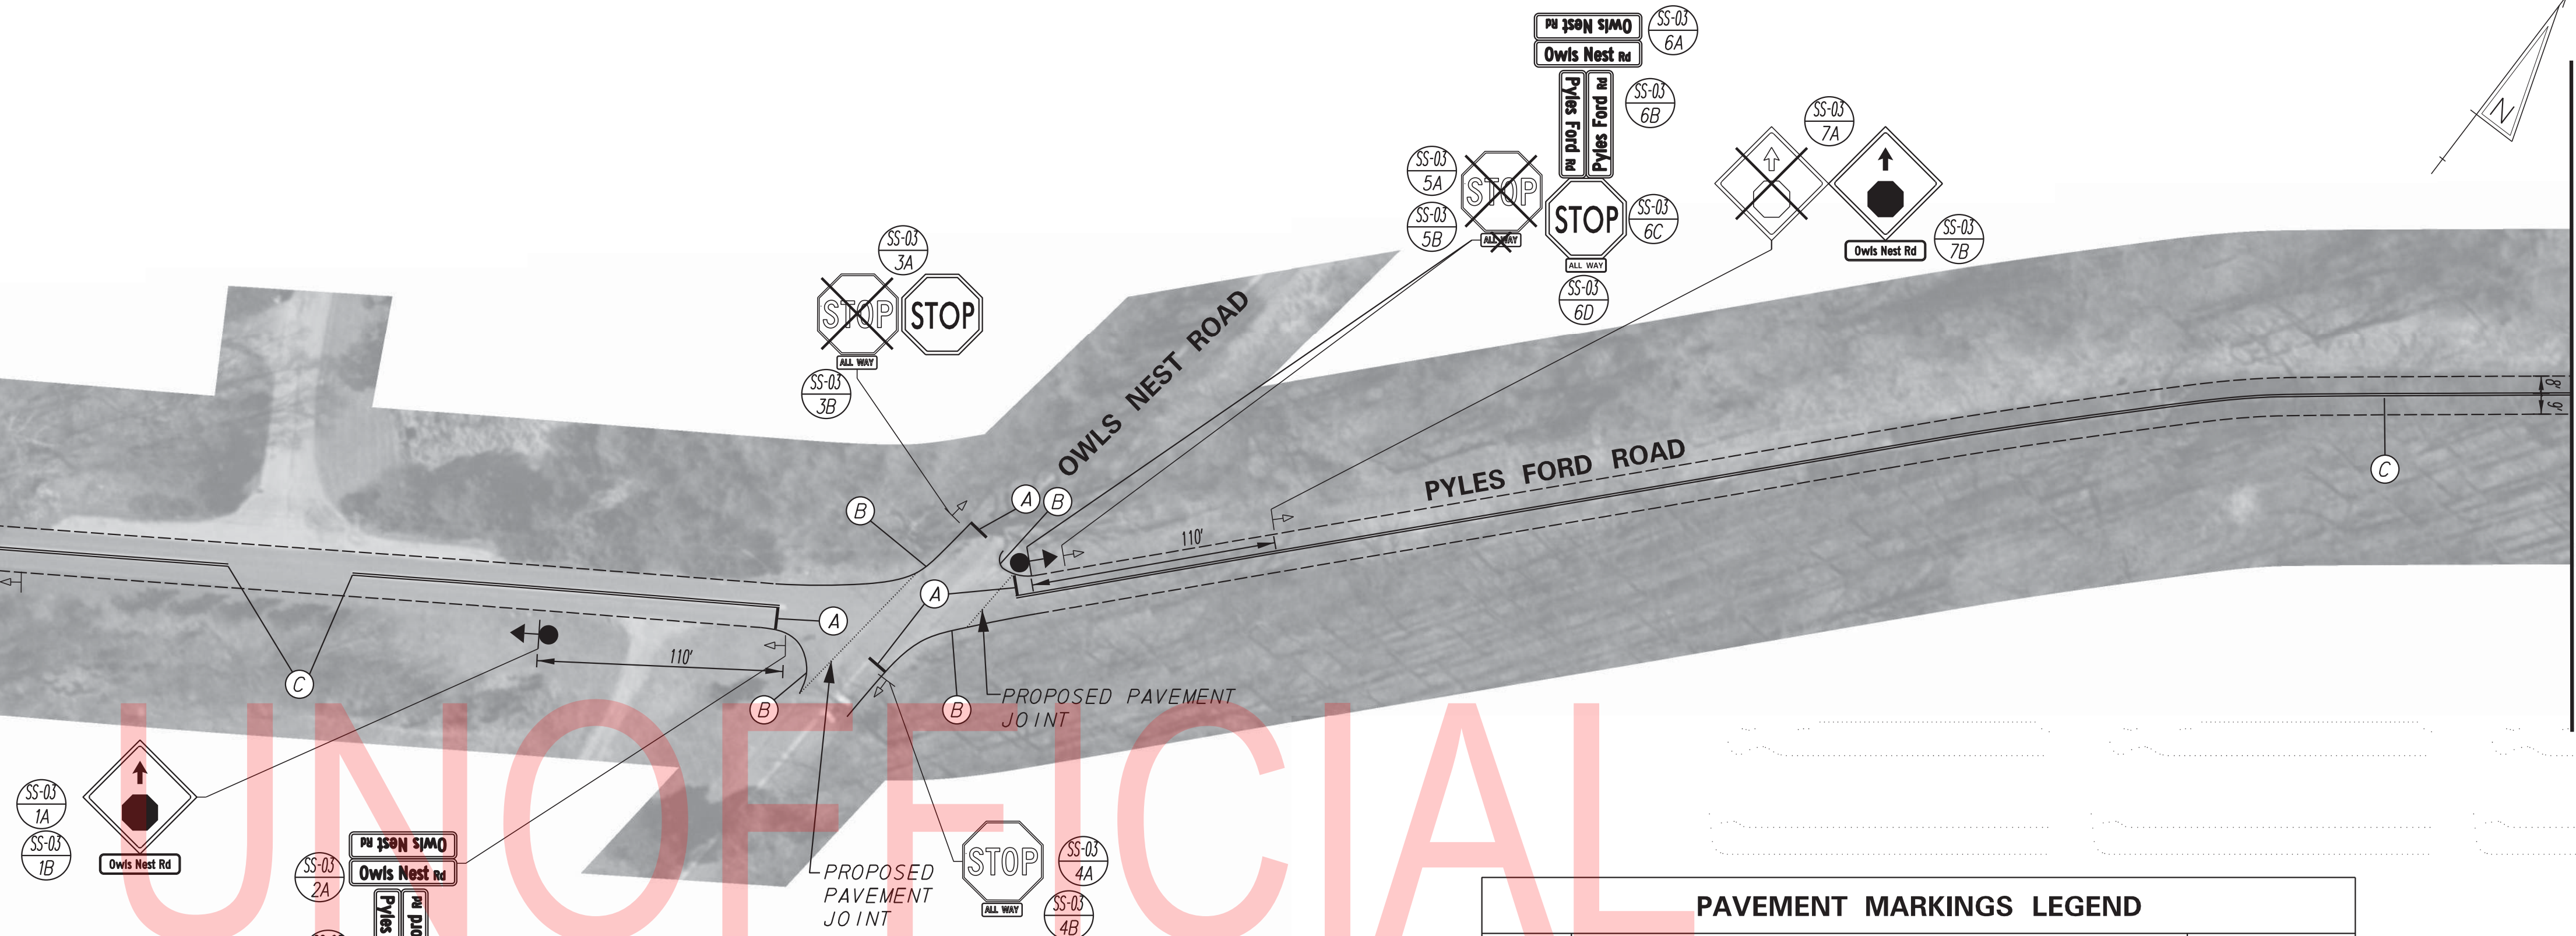 Owls Nest Rd
Owls Nest Rd
SS-03
6A
Pyles Ford Rd
Pyles Ford Rd
SS-03
6B
SS-03
5A
SS-03
5B
STOP
ALL WAY
STOP
ALL WAY
SS-03
6C
SS-03
6D
SS-03
7A
Owls Nest Rd
SS-03
7B
N
SS-03
3A
STOP
STOP
ALL WAY
SS-03
3B
OWLS NEST ROAD
PYLES FORD ROAD
8'
9'
C
B
A
B
110'
A
A
C
110'
B
B
PROPOSED PAVEMENT
JOINT
UNOFFICIAL
SS-03
1A
SS-03
1B
Owls Nest Rd
Owls Nest Rd
Owls Nest Rd
SS-03
2A
Pyles
PROPOSED
PAVEMENT
JOINT
STOP
ALL WAY
SS-03
4A
SS-03
4B
PAVEMENT MARKINGS LEGEND